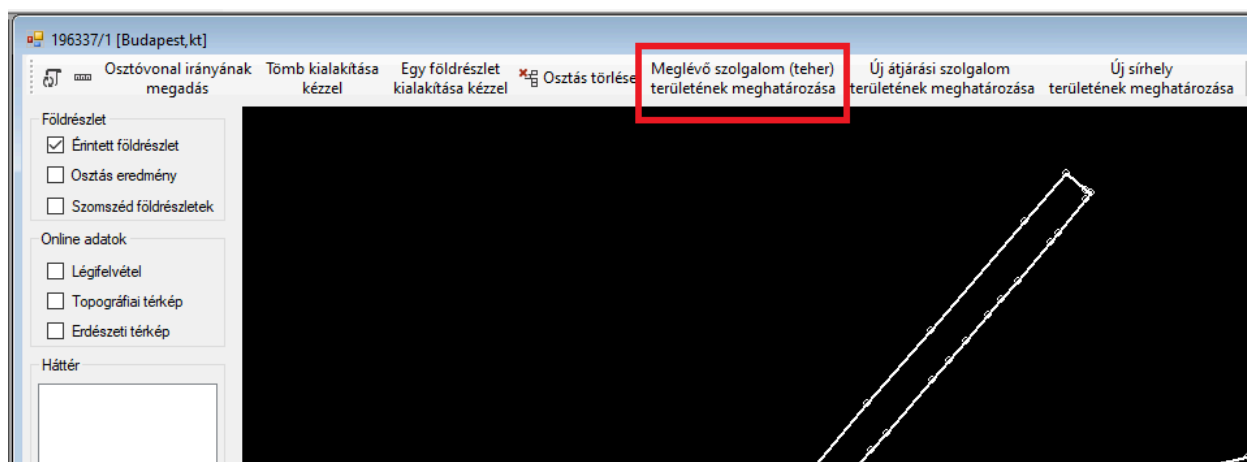 196337/1 [Budapest,kt]
Osztóvonal irányának megadás
Tömb kialakítása kézzel
Egy földrészlet kialakítása kézzel
Osztás törlése
Meglévő szolgalom (teher) területének meghatározása
Új átjárási szolgalom területének meghatározása
Új sírhely területének meghatározása
Földrészlet
Érintett földrészlet
Osztás eredmény
Szomszéd földrészletek
Online adatok
Légifelvétel
Topográfiai térkép
Erdészeti térkép
Háttér